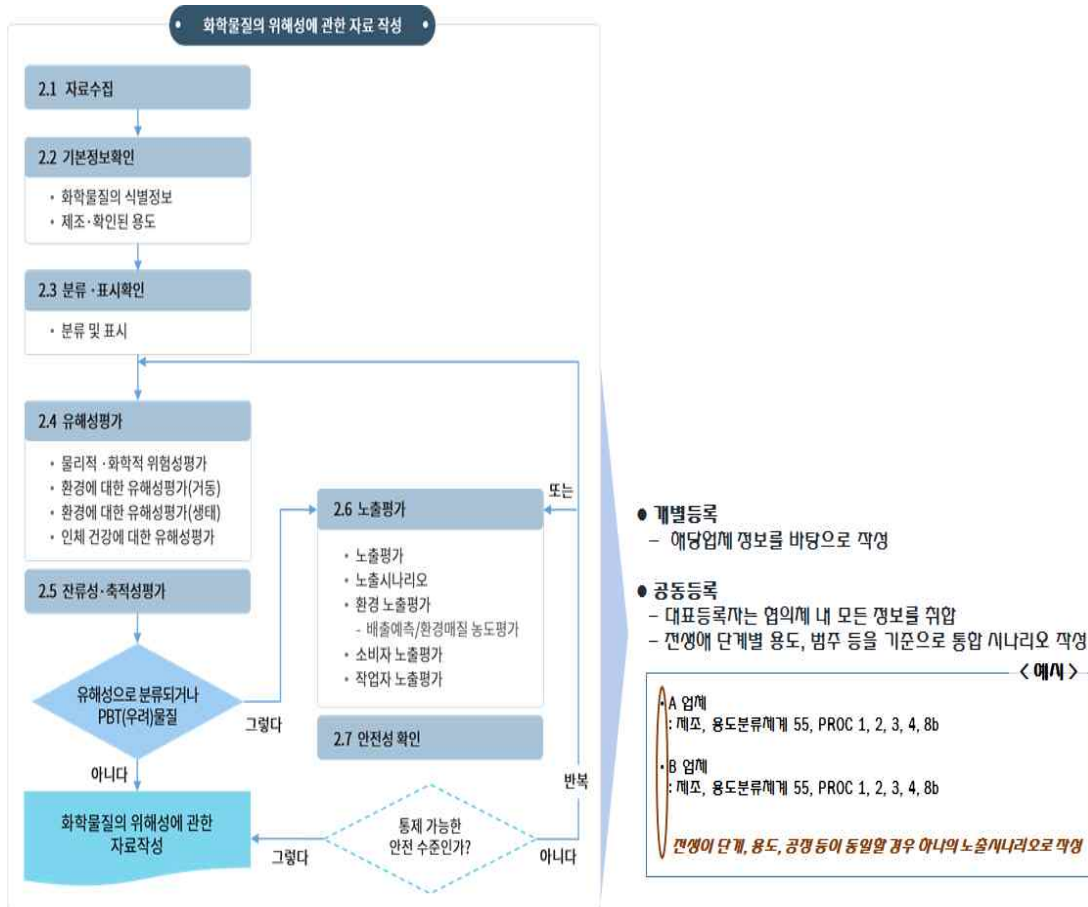 화학물질의 위해성에 관한 자료 작성
2.1 자료수집
2.2 기본정보확인
• 화학물질의 식별정보
• 제조·확인된 용도
2.3 분류·표시확인
• 분류 및 표시
2.4 유해성평가
• 물리적·화학적 위험성평가
• 환경에 대한 유해성평가(거동)
• 환경에 대한 유해성평가(생태)
• 인체 건강에 대한 유해성평가
2.5 잔류성·축적성평가
유해성으로 분류되거나
PBT(우려)물질
그렇다
아니다
화학물질의 위해성에 관한
자료작성
2.6 노출평가
• 노출평가
• 노출시나리오
• 환경 노출평가
- 배출예측/환경매질 농도평가
• 소비자 노출평가
• 작업자 노출평가
2.7 안전성 확인
통제 가능한
안전 수준인가?
그렇다
아니다
또는
반복
● 개별등록
– 해당업체 정보를 바탕으로 작성
● 공동등록
– 대표등록자는 협의체 내 모든 정보를 취합
– 전생애 단계별 용도, 범주 등을 기준으로 통합 시나리오 작성
< 예시 >
• A 업체
: 제조, 용도분류체계 55, PROC 1, 2, 3, 4, 8b
• B 업체
: 제조, 용도분류체계 55, PROC 1, 2, 3, 4, 8b
전생이 단계, 용도, 공정 등이 동일할 경우 하나의 노출시나리오로 작성